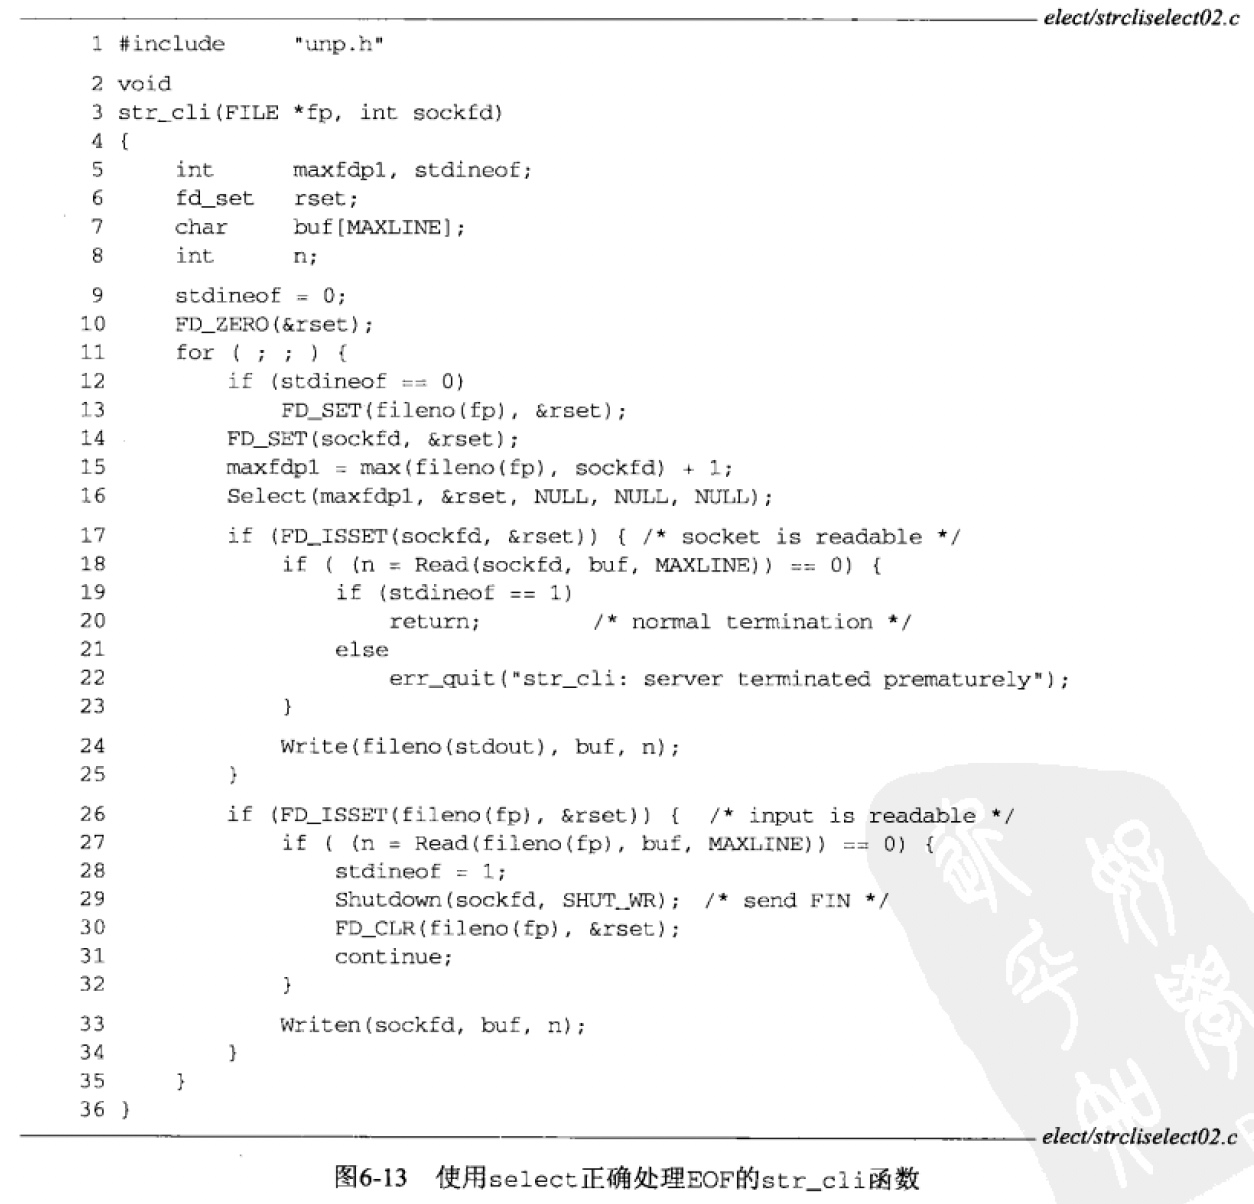 elect/strcliselect02.c
1 #include "unp.h"
2 void
3 str_cli(FILE *fp, int sockfd)
4 {
5 int maxfdp1, stdineof;
6 fd_set rset;
7 char buf[MAXLINE];
8 int n;
9 stdineof = 0;
10 FD_ZERO(&rset);
11 for ( ; ; ) {
12 if (stdineof == 0)
13 FD_SET(fileno(fp), &rset);
14 FD_SET(sockfd, &rset);
15 maxfdp1 = max(fileno(fp), sockfd) + 1;
16 Select(maxfdp1, &rset, NULL, NULL, NULL);
17 if (FD_ISSET(sockfd, &rset)) { /* socket is readable */
18 if ( (n = Read(sockfd, buf, MAXLINE)) == 0) {
19 if (stdineof == 1)
20 return; /* normal termination */
21 else
22 err_quit("str_cli: server terminated prematurely");
23 }
24 Write(fileno(stdout), buf, n);
25 }
26 if (FD_ISSET(fileno(fp), &rset)) { /* input is readable */
27 if ( (n = Read(fileno(fp), buf, MAXLINE)) == 0) {
28 stdineof = 1;
29 Shutdown(sockfd, SHUT_WR); /* send FIN */
30 FD_CLR(fileno(fp), &rset);
31 continue;
32 }
33 Writen(sockfd, buf, n);
34 }
35 }
36 }
elect/strcliselect02.c
图6-13 使用select正确处理EOF的str_cli函数